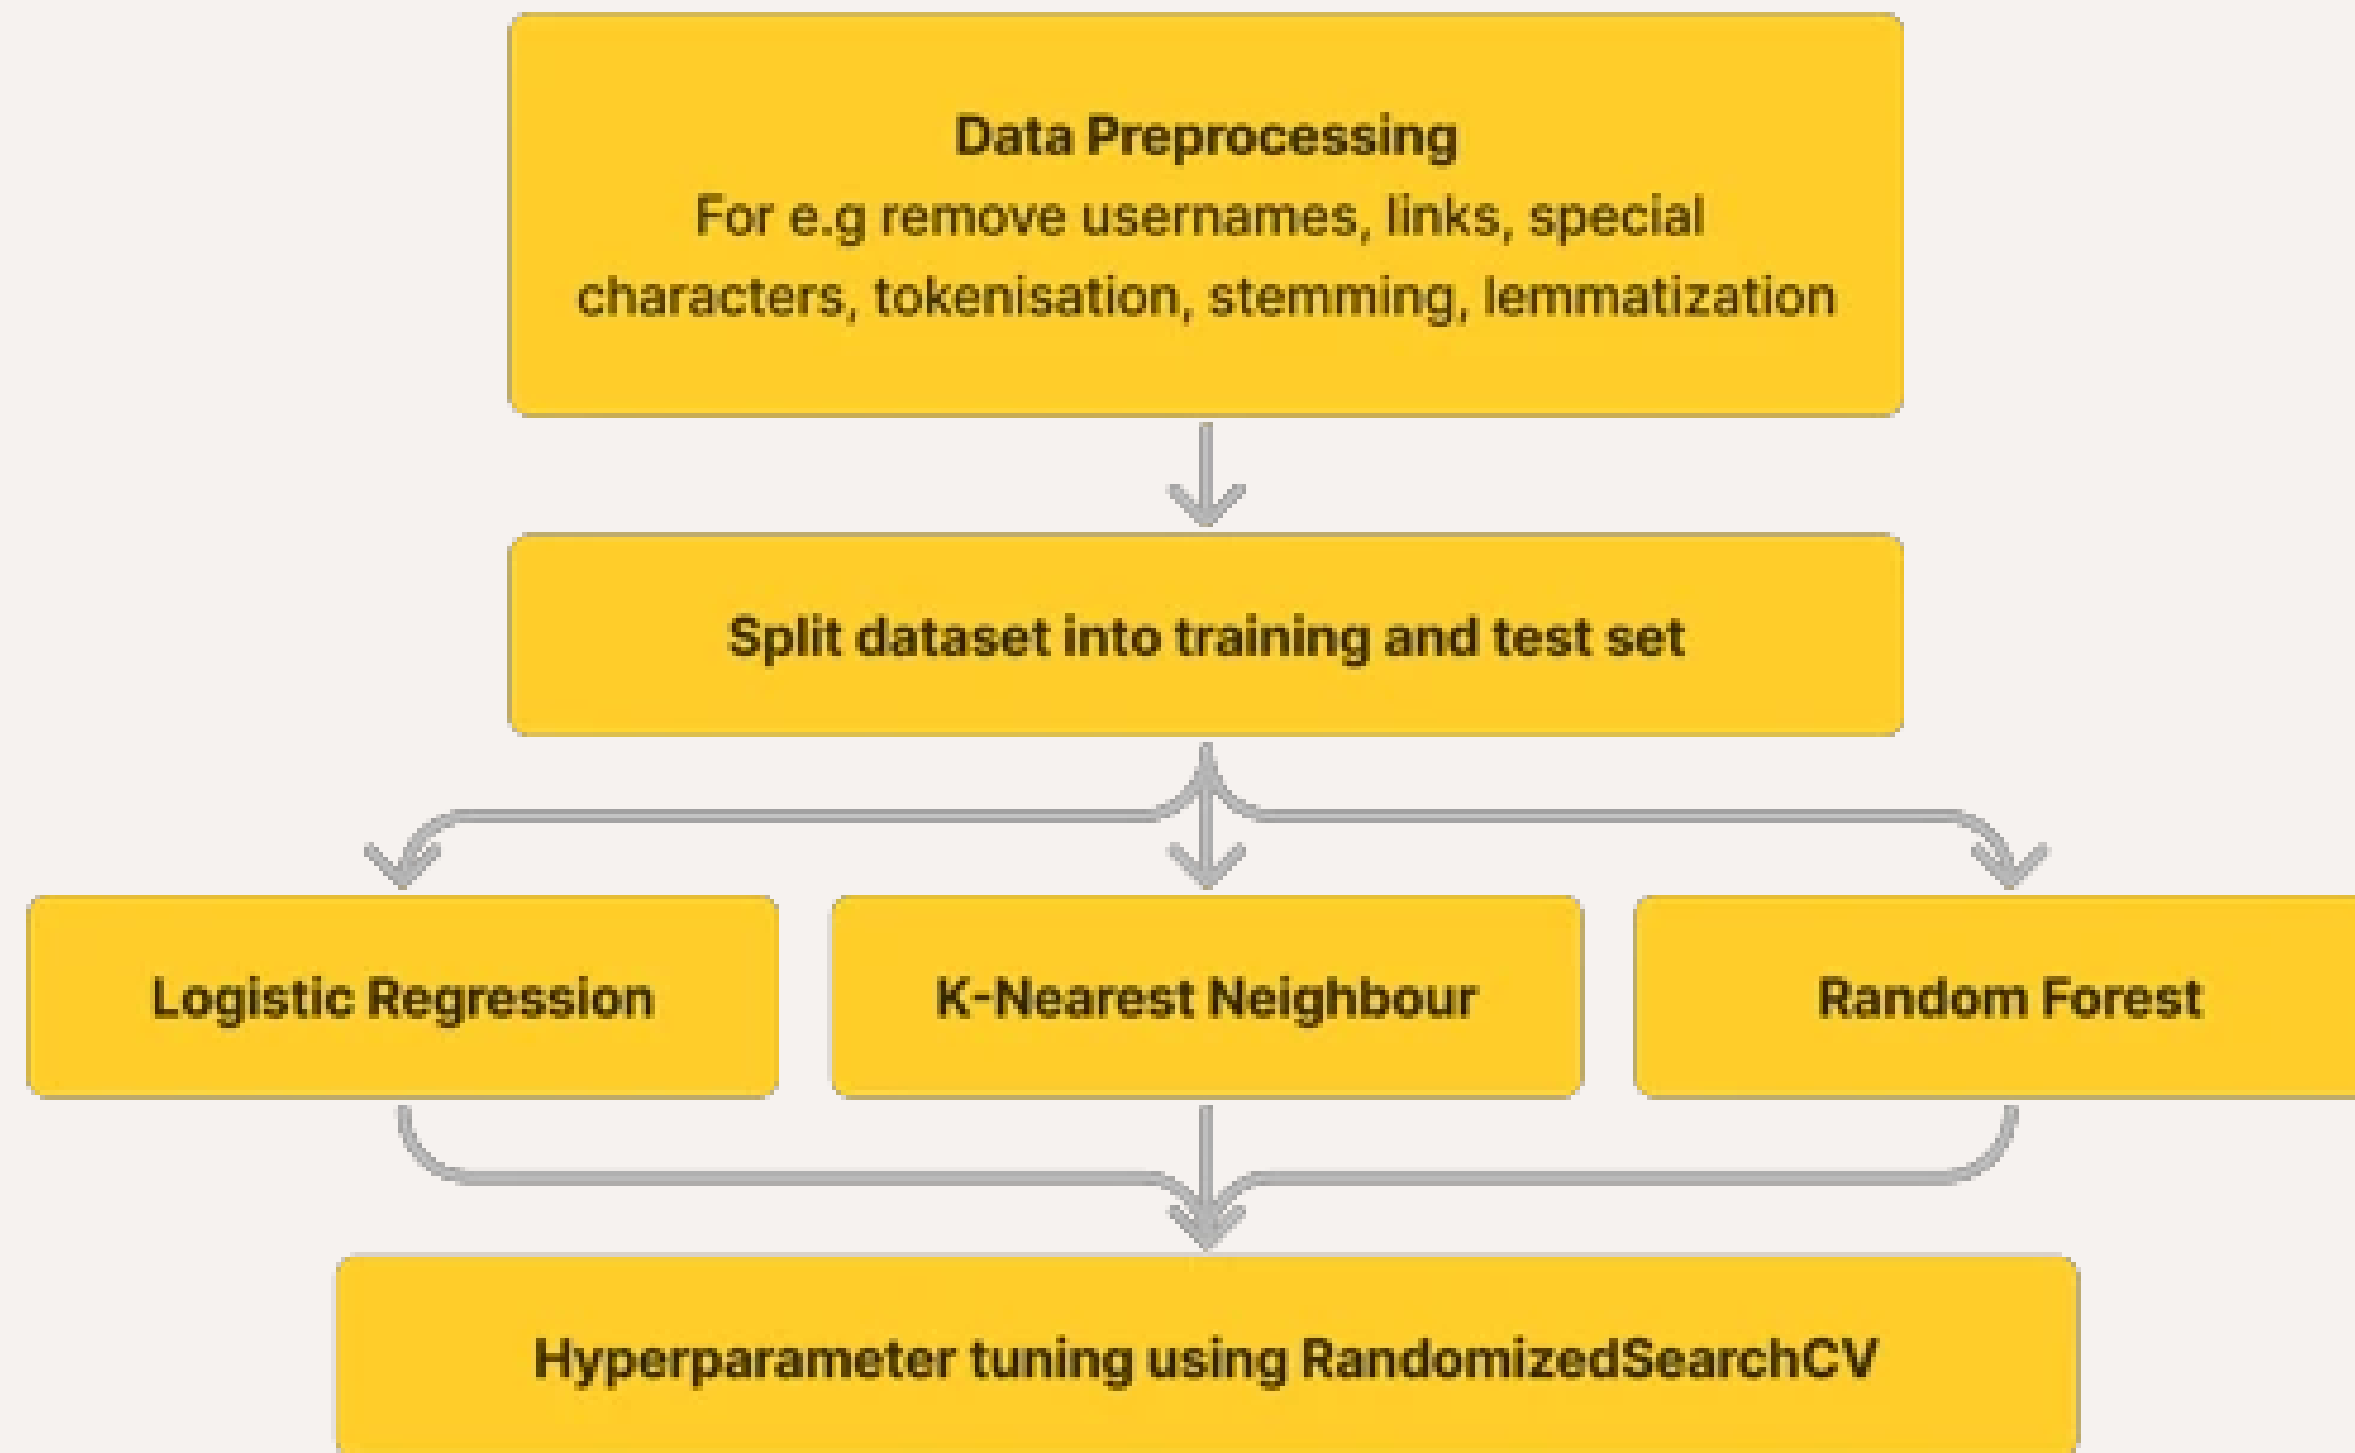 Data Preprocessing
For e.g remove usernames, links, special
characters, tokenisation, stemming, lemmatization
Split dataset into training and test set
Logistic Regression
K-Nearest Neighbour
Random Forest
Hyperparameter tuning using RandomizedSearchCV